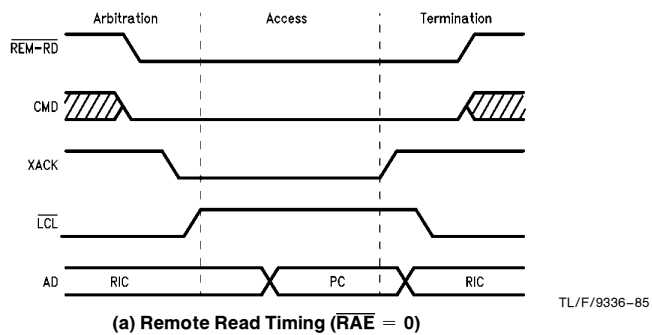 Arbitration Access Termination
REM-RD
CMD
XACK
LCL
AD RIC PC RIC
TL/F/9336–85
(a) Remote Read Timing (RAE = 0)